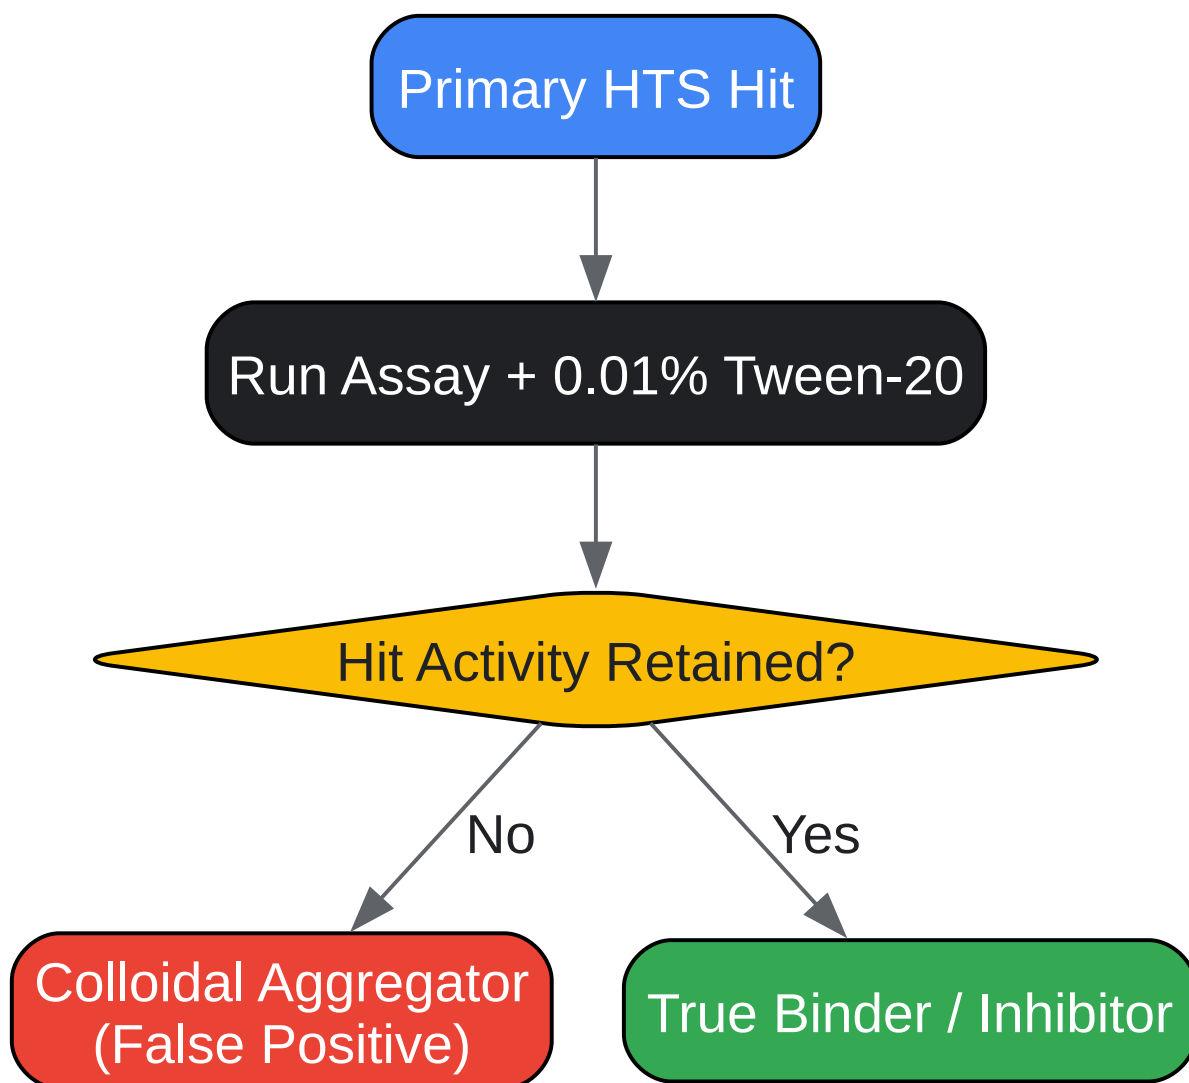 Primary HTS Hit
Run Assay + 0.01% Tween-20
Hit Activity Retained?
No
Yes
Colloidal Aggregator
(False Positive)
True Binder / Inhibitor